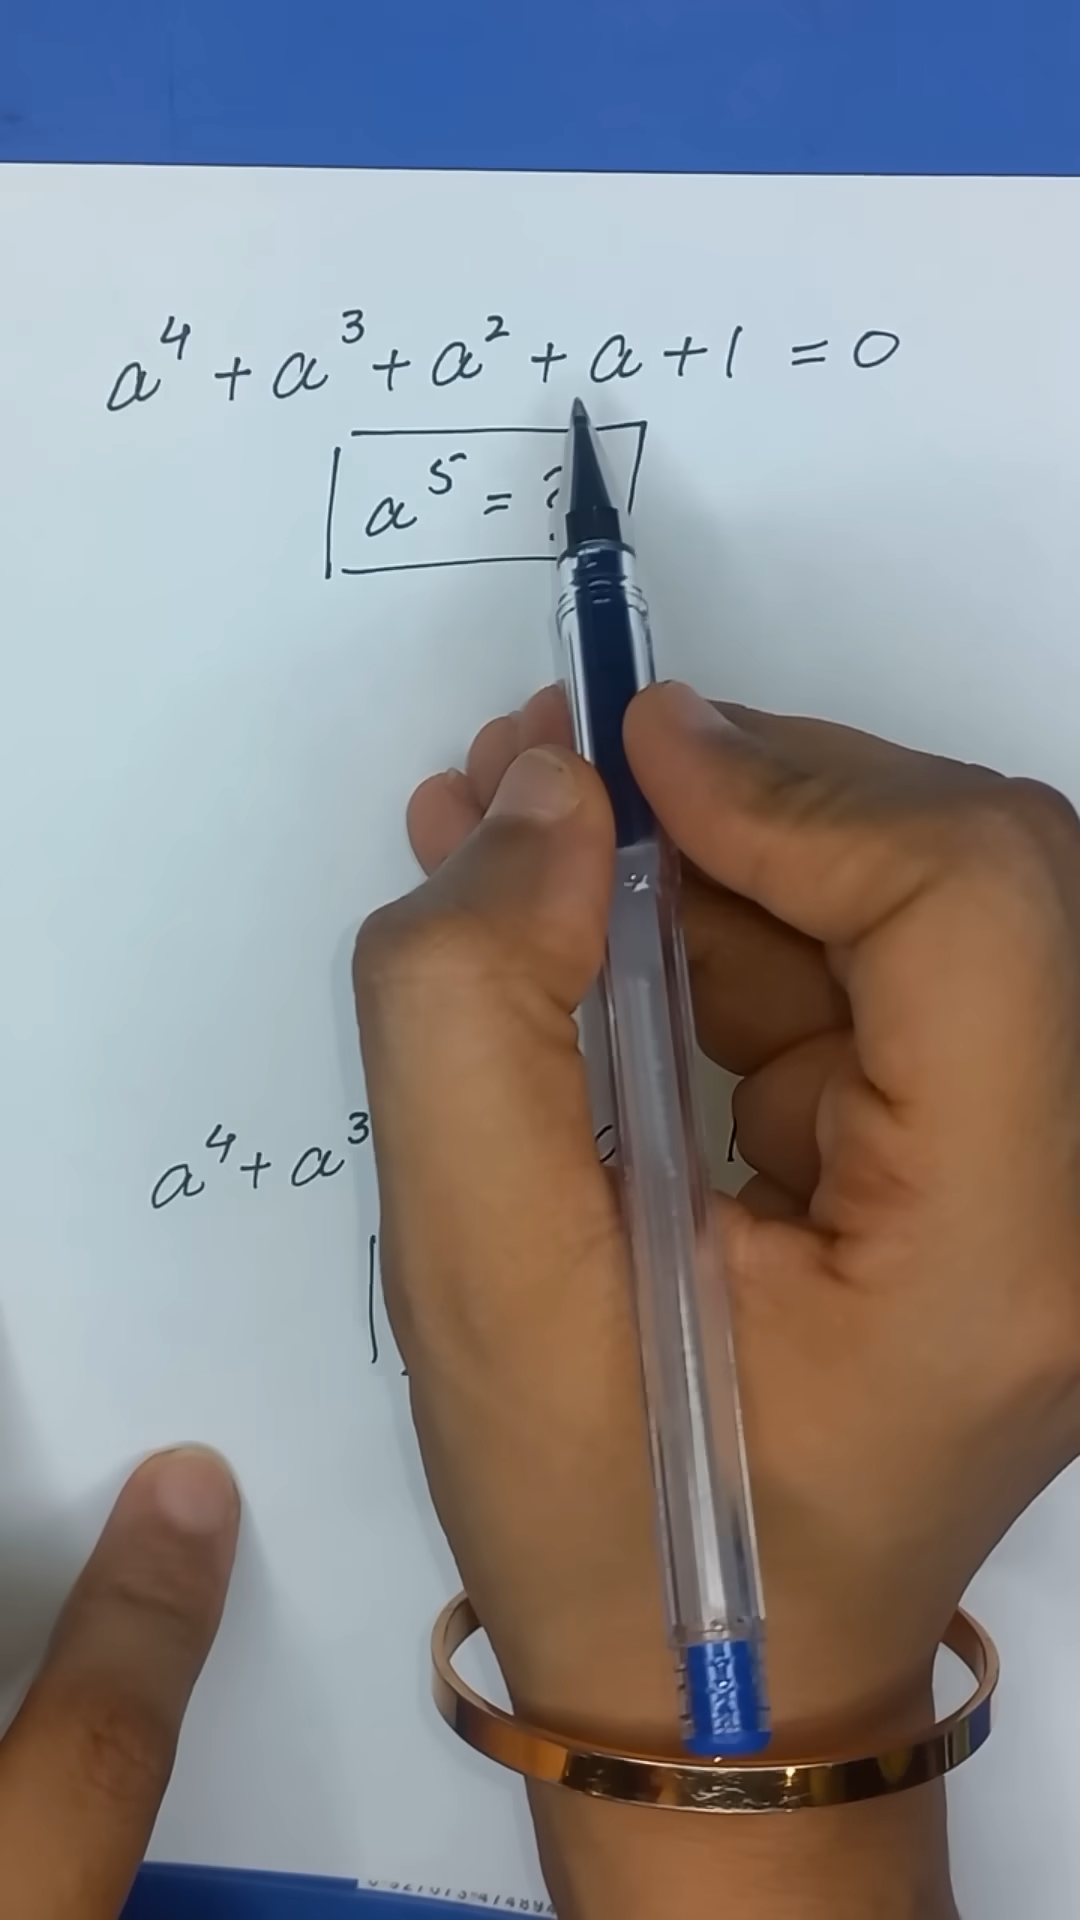 a⁴ + a³ + a² + a + 1 = 0
a⁵ = ?
a⁴ + a³